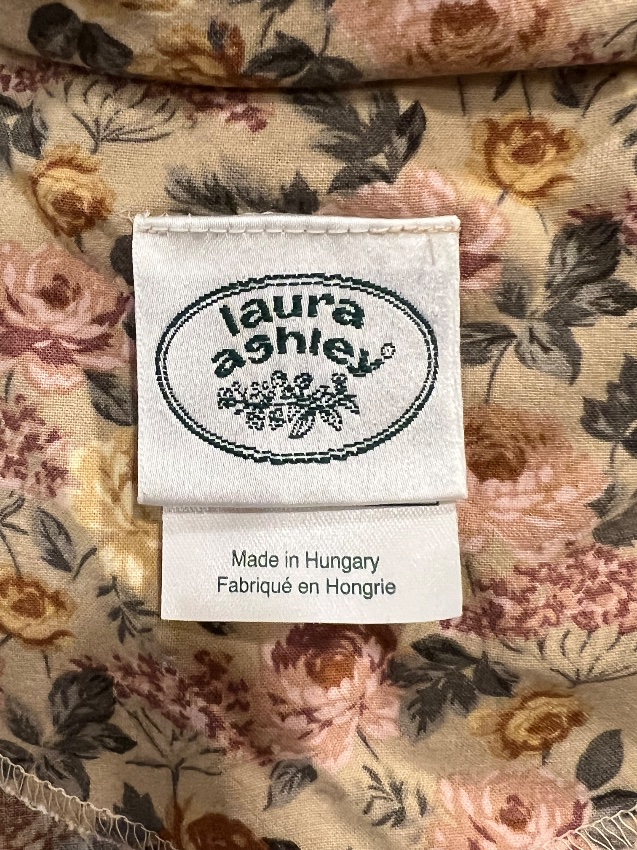 laura
ashley®
Made in Hungary
Fabriqué en Hongrie